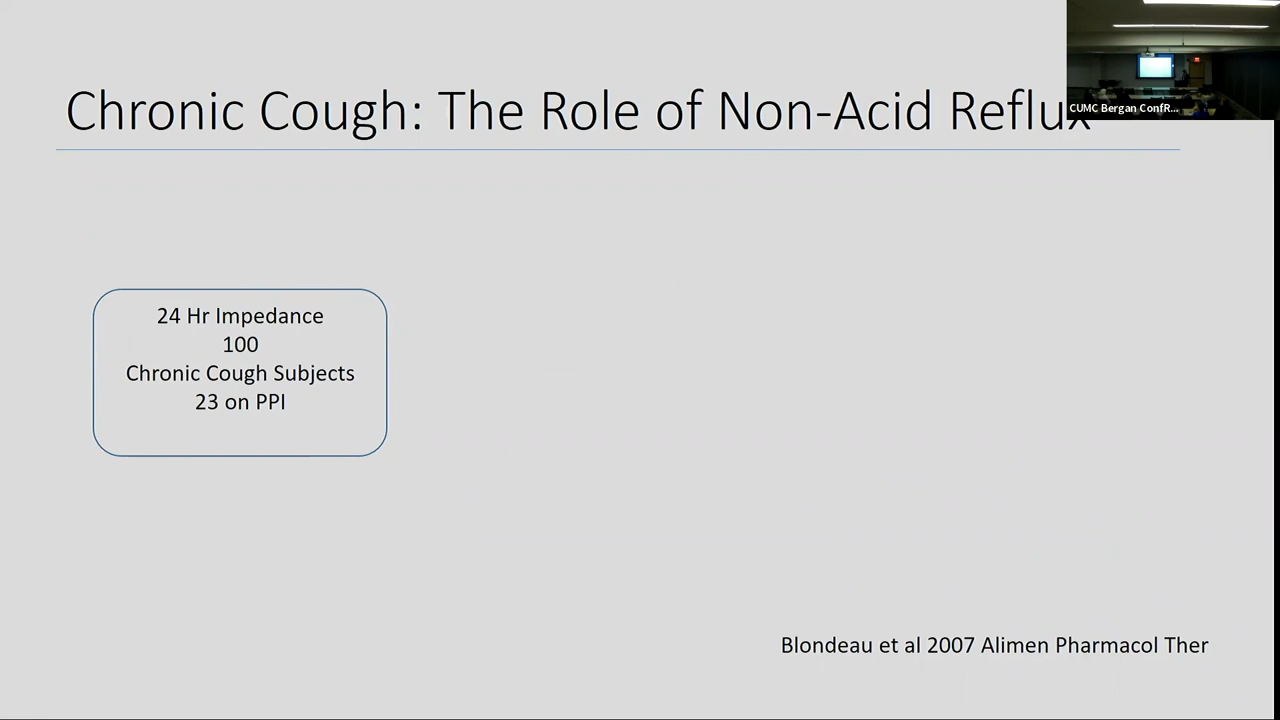 Chronic Cough: The Role of Non-Acid Reflux
CUMC Bergan ConfR...
24 Hr Impedance
100
Chronic Cough Subjects
23 on PPI
Blondeau et al 2007 Alimen Pharmacol Ther